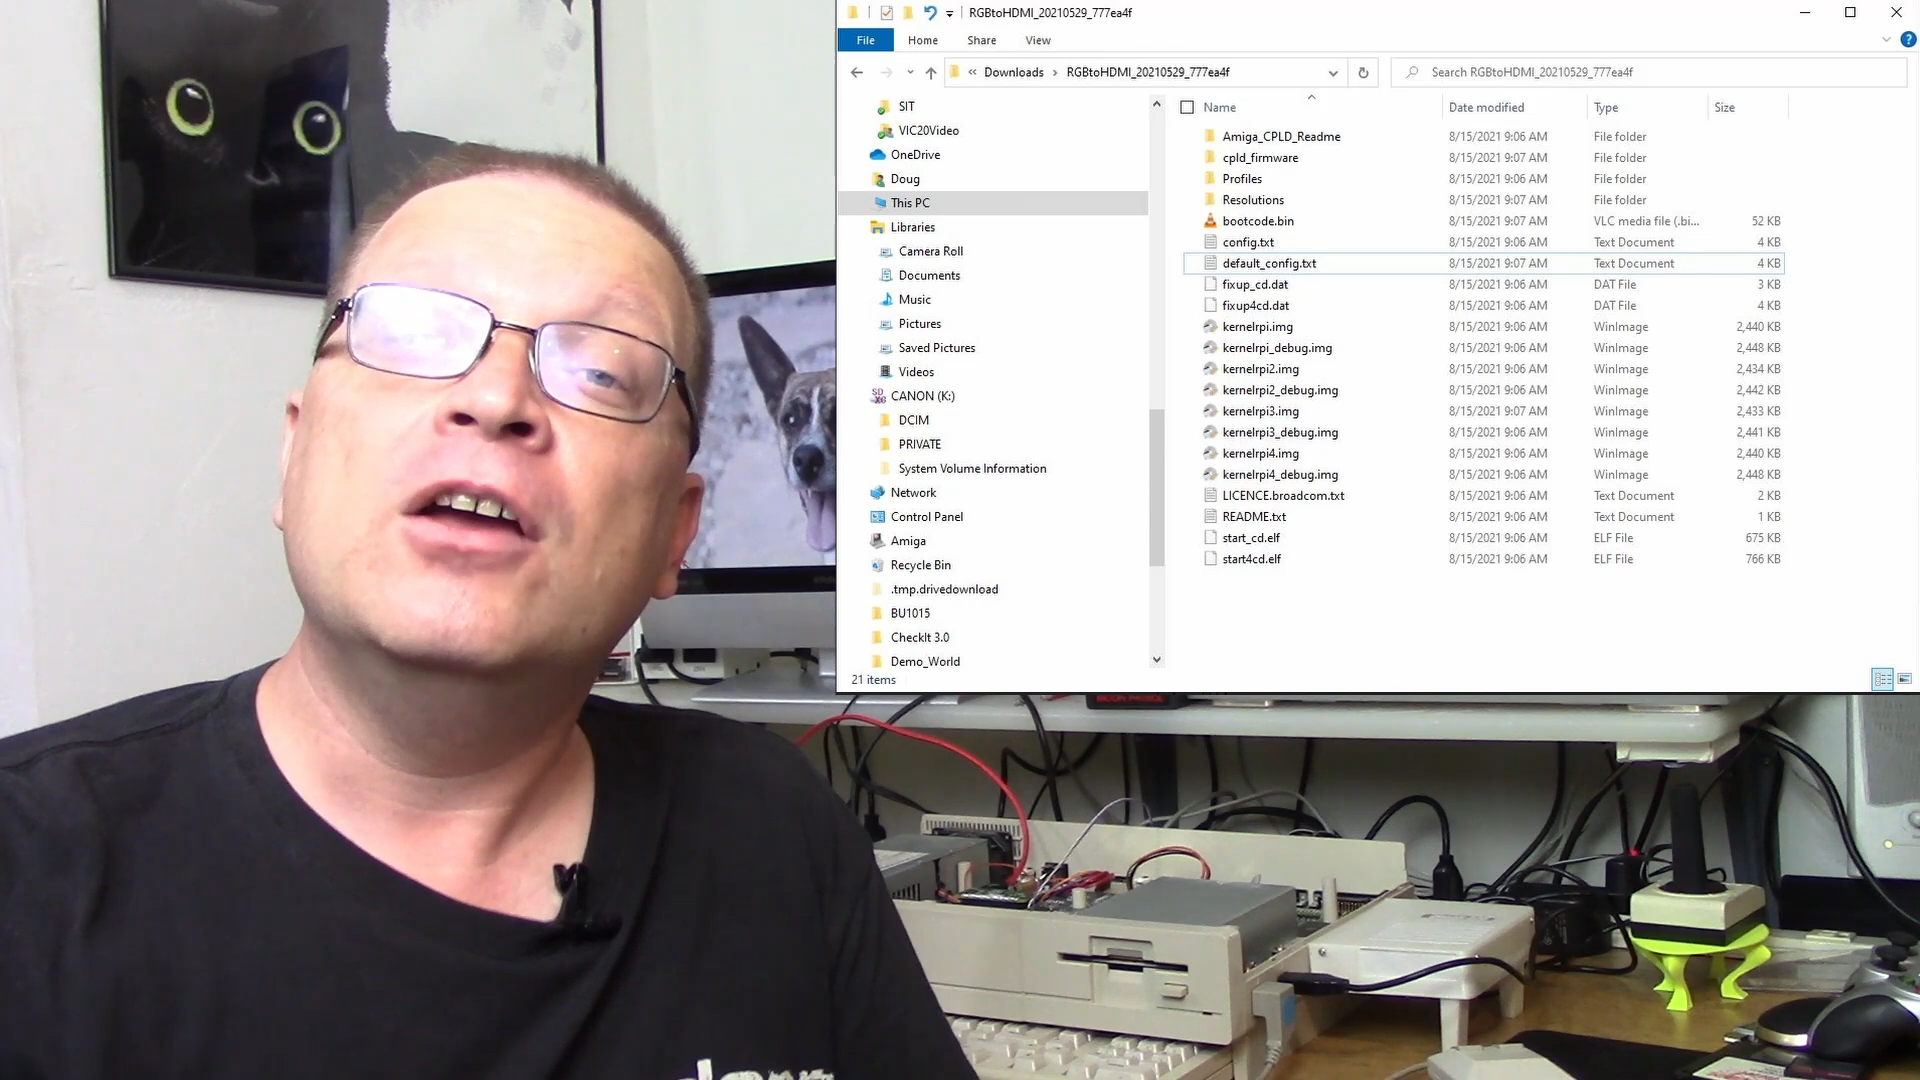 RGBtoHDMI_20210529_777ea4f
File Home Share View
« Downloads › RGBtoHDMI_20210529_777ea4f
Search RGBtoHDMI_20210529_777ea4f
SIT
VIC20Video
OneDrive
Doug
This PC
Libraries
Camera Roll
Documents
Music
Pictures
Saved Pictures
Videos
CANON (K:)
DCIM
PRIVATE
System Volume Information
Network
Control Panel
Amiga
Recycle Bin
.tmp.drivedownload
BU1015
CheckIt 3.0
Demo_World
21 items
Name Date modified Type Size
Amiga_CPLD_Readme 8/15/2021 9:06 AM File folder
cpld_firmware 8/15/2021 9:07 AM File folder
Profiles 8/15/2021 9:07 AM File folder
Resolutions 8/15/2021 9:07 AM File folder
bootcode.bin 8/15/2021 9:07 AM VLC media file (.bi... 52 KB
config.txt 8/15/2021 9:06 AM Text Document 4 KB
default_config.txt 8/15/2021 9:07 AM Text Document 4 KB
fixup_cd.dat 8/15/2021 9:06 AM DAT File 3 KB
fixup4cd.dat 8/15/2021 9:06 AM DAT File 4 KB
kernelrpi.img 8/15/2021 9:06 AM WinImage 2,440 KB
kernelrpi_debug.img 8/15/2021 9:06 AM WinImage 2,448 KB
kernelrpi2.img 8/15/2021 9:06 AM WinImage 2,434 KB
kernelrpi2_debug.img 8/15/2021 9:06 AM WinImage 2,442 KB
kernelrpi3.img 8/15/2021 9:07 AM WinImage 2,433 KB
kernelrpi3_debug.img 8/15/2021 9:06 AM WinImage 2,441 KB
kernelrpi4.img 8/15/2021 9:06 AM WinImage 2,440 KB
kernelrpi4_debug.img 8/15/2021 9:06 AM WinImage 2,448 KB
LICENCE.broadcom.txt 8/15/2021 9:06 AM Text Document 2 KB
README.txt 8/15/2021 9:06 AM Text Document 1 KB
start_cd.elf 8/15/2021 9:06 AM ELF File 675 KB
start4cd.elf 8/15/2021 9:06 AM ELF File 766 KB